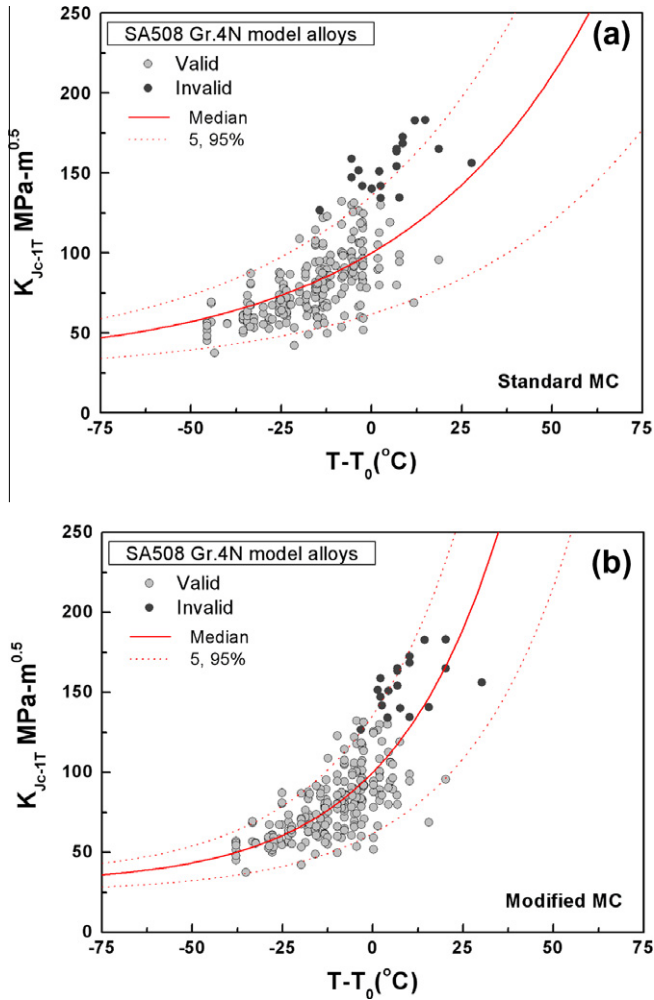 SA508 Gr.4N model alloys
(a)
Valid
Invalid
Median
5, 95%
250
200
150
100
50
0
K_Jc-1T MPa-m^0.5
Standard MC
-75 -50 -25 0 25 50 75
T-T_0(°C)
SA508 Gr.4N model alloys
(b)
Valid
Invalid
Median
5, 95%
250
200
150
100
50
0
K_Jc-1T MPa-m^0.5
Modified MC
-75 -50 -25 0 25 50 75
T-T_0(°C)